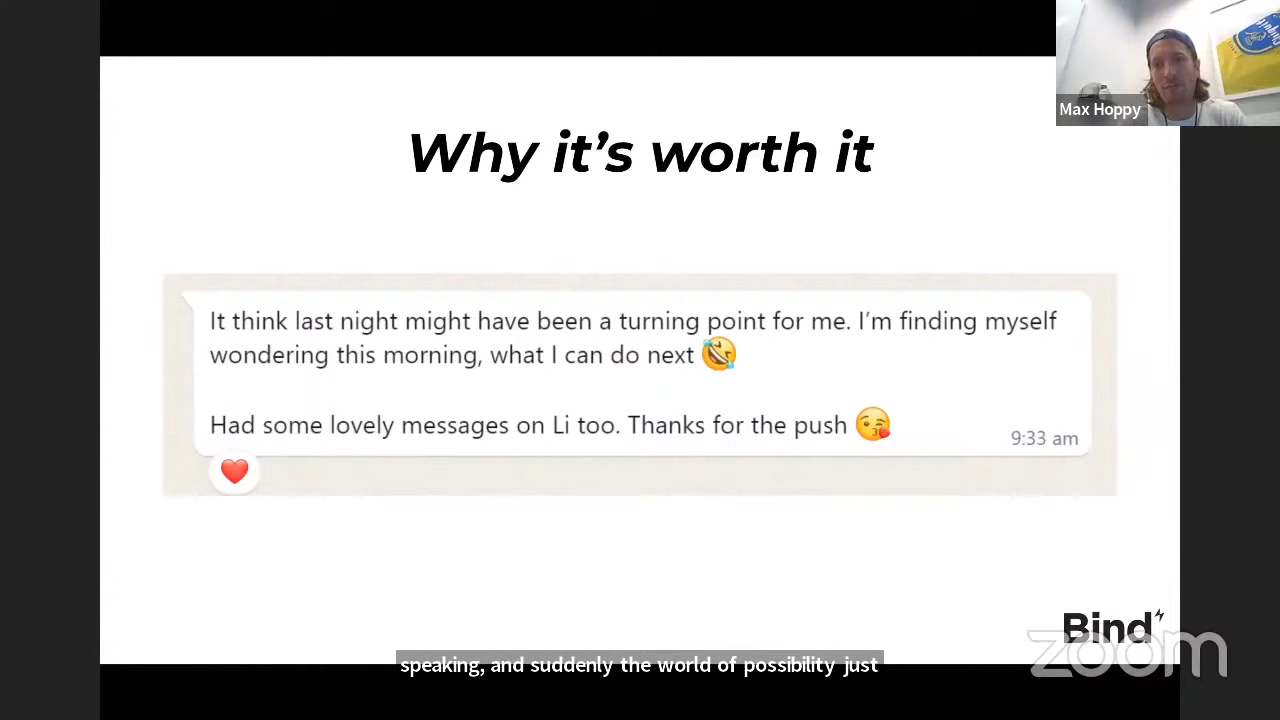 Max Hoppy
Why it's worth it
It think last night might have been a turning point for me. I'm finding myself
wondering this morning, what I can do next 🤣
Had some lovely messages on Li too. Thanks for the push 😘
9:33 am
Bind
zoom
speaking, and suddenly the world of possibility just